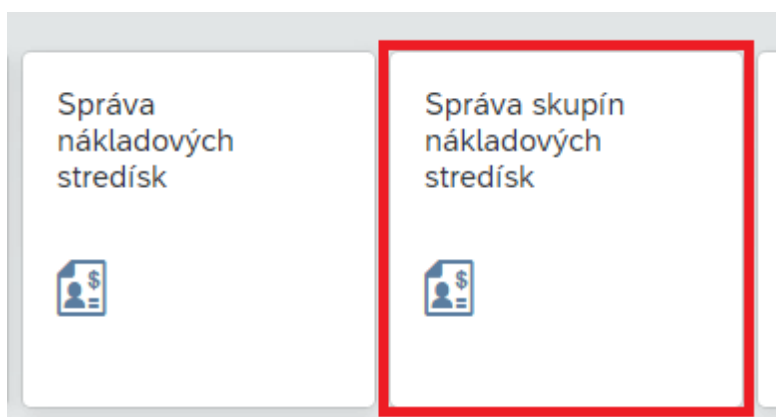 Správa
nákladových
stredísk
Správa skupín
nákladových
stredísk